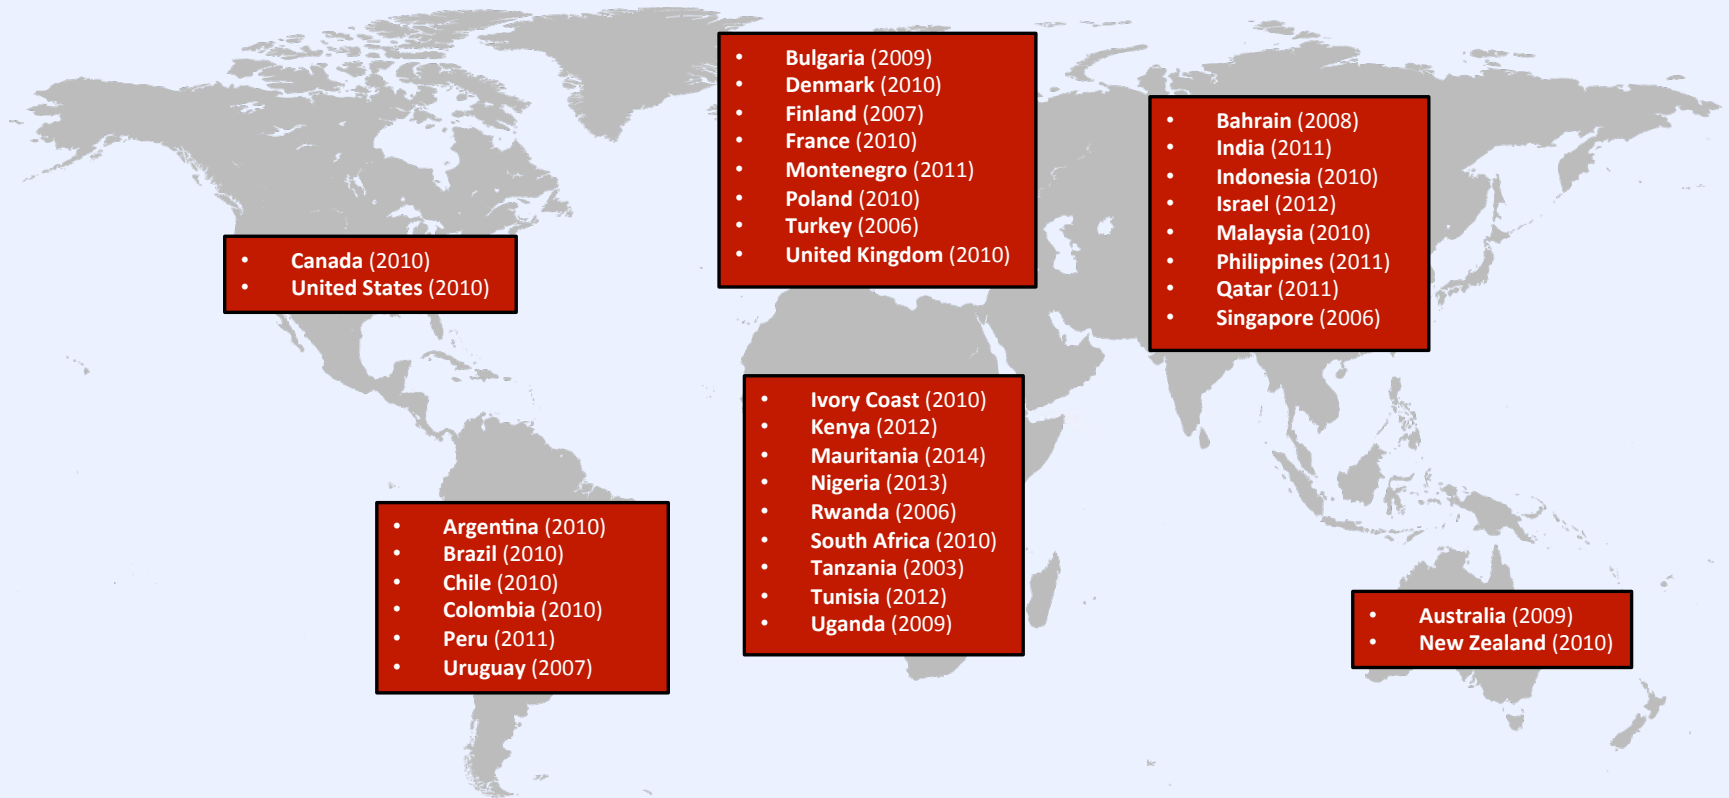 • Bulgaria (2009)
• Denmark (2010)
• Finland (2007)
• France (2010)
• Montenegro (2011)
• Poland (2010)
• Turkey (2006)
• United Kingdom (2010)
• Bahrain (2008)
• India (2011)
• Indonesia (2010)
• Israel (2012)
• Malaysia (2010)
• Philippines (2011)
• Qatar (2011)
• Singapore (2006)
• Canada (2010)
• United States (2010)
• Ivory Coast (2010)
• Kenya (2012)
• Mauritania (2014)
• Nigeria (2013)
• Rwanda (2006)
• South Africa (2010)
• Tanzania (2003)
• Tunisia (2012)
• Uganda (2009)
• Argentina (2010)
• Brazil (2010)
• Chile (2010)
• Colombia (2010)
• Peru (2011)
• Uruguay (2007)
• Australia (2009)
• New Zealand (2010)